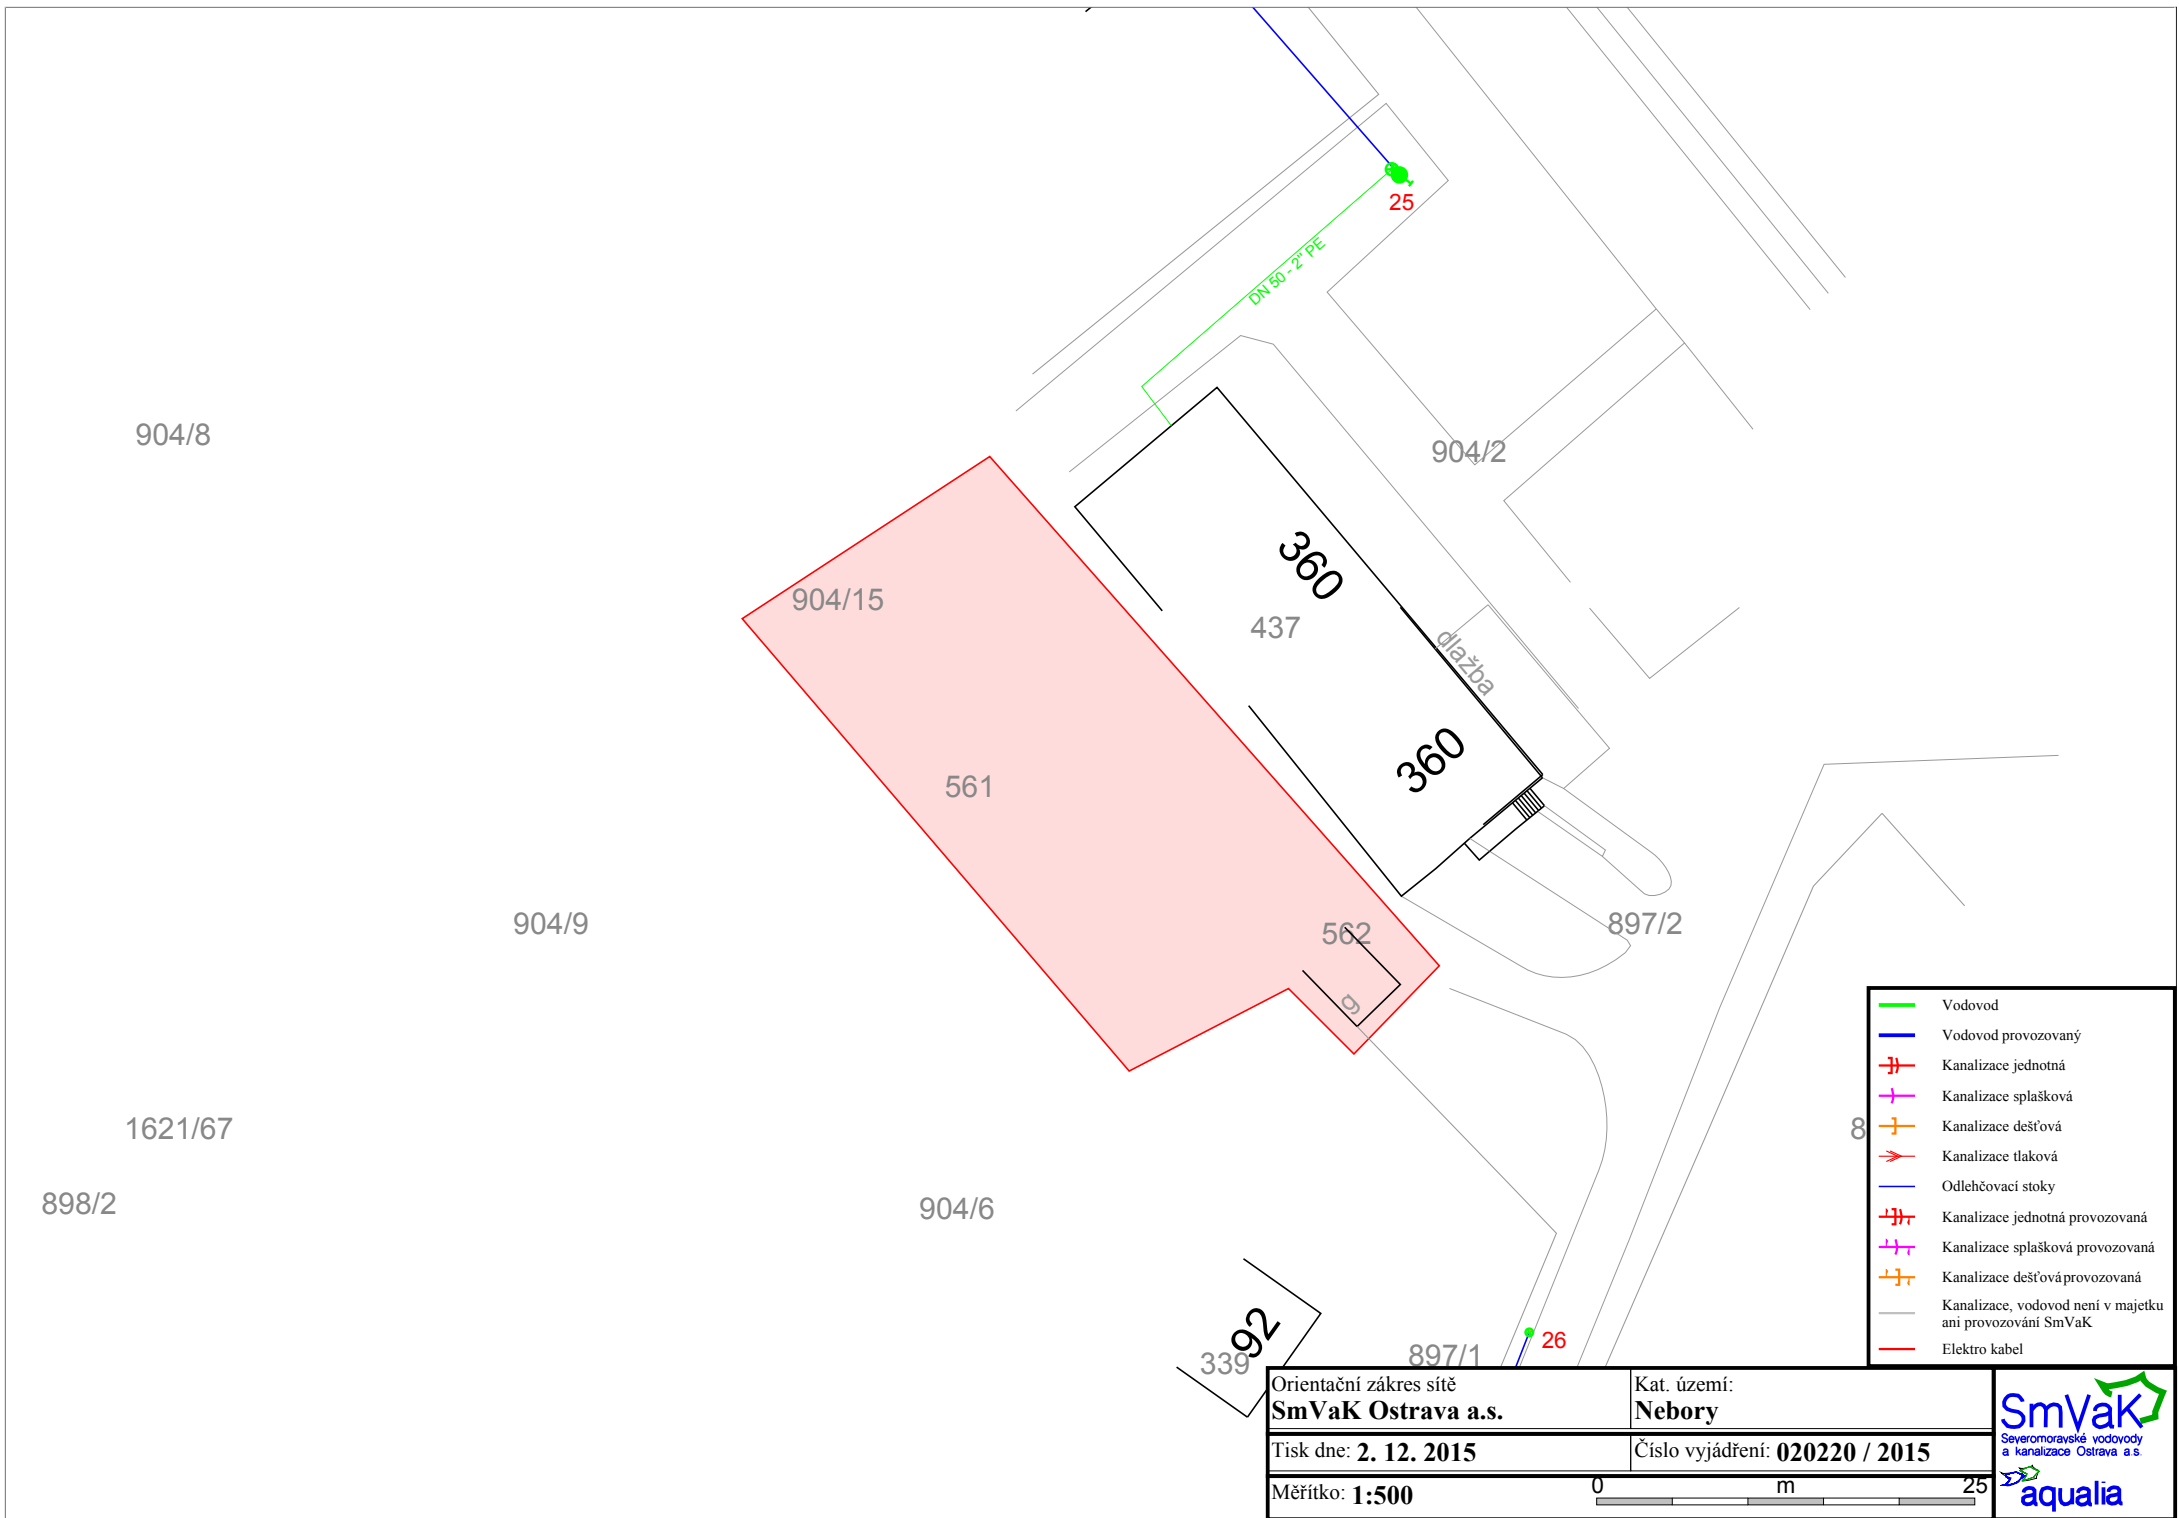 25
DN 50 - 2" PE
904/8
904/2
360
904/15
437
dlažba
360
561
904/9
562
897/2
g
1621/67
8
898/2
904/6
92
339
897/1
26
Vodovod
Vodovod provozovaný
Kanalizace jednotná
Kanalizace splašková
Kanalizace dešťová
Kanalizace tlaková
Odlehčovací stoky
Kanalizace jednotná provozovaná
Kanalizace splašková provozovaná
Kanalizace dešťová provozovaná
Kanalizace, vodovod není v majetku
ani provozování SmVaK
Elektro kabel
Orientační zákres sítě
SmVaK Ostrava a.s.
Kat. území:
Nebory
Tisk dne: 2. 12. 2015
Číslo vyjádření: 020220 / 2015
Měřítko: 1:500
0 m 25
SmVaK
Severomoravské vodovody
a kanalizace Ostrava a.s.
aqualia